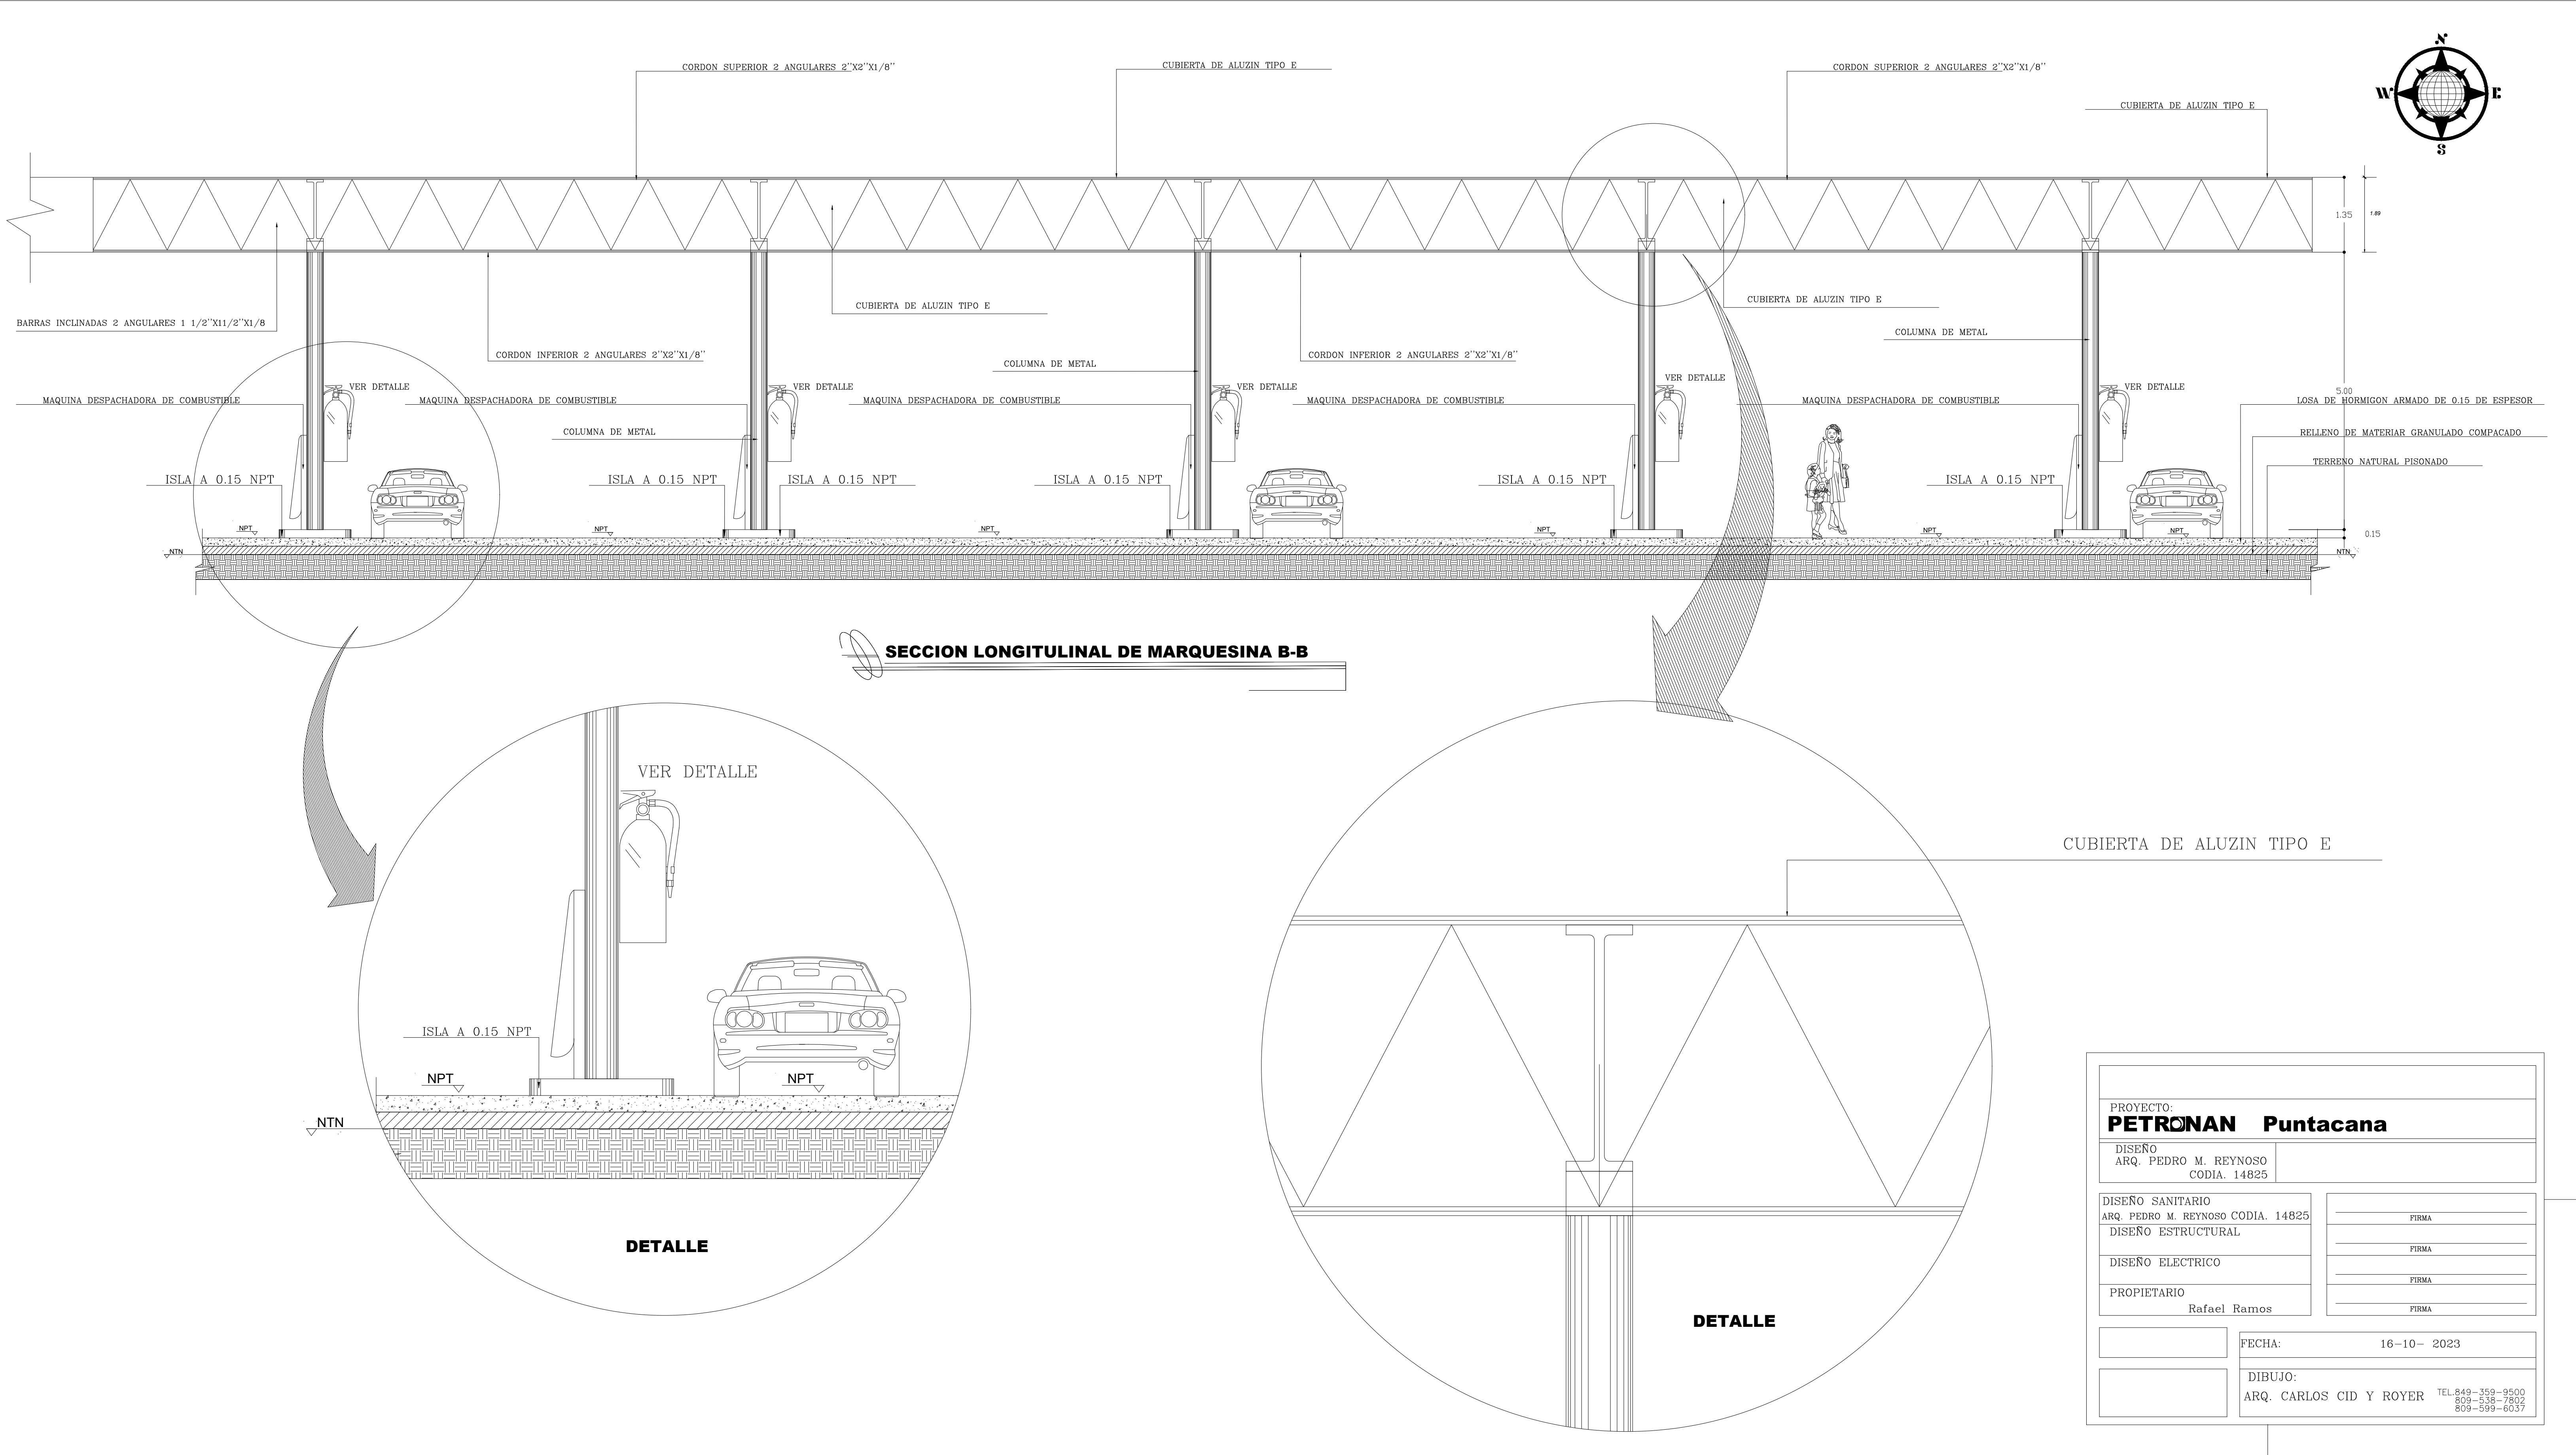 N
W
E
S
CORDON SUPERIOR 2 ANGULARES 2''X2''X1/8''
CUBIERTA DE ALUZIN TIPO E
CORDON SUPERIOR 2 ANGULARES 2''X2''X1/8''
CUBIERTA DE ALUZIN TIPO E
1.35
1.89
BARRAS INCLINADAS 2 ANGULARES 1 1/2''X11/2''X1/8
CUBIERTA DE ALUZIN TIPO E
CUBIERTA DE ALUZIN TIPO E
COLUMNA DE METAL
CORDON INFERIOR 2 ANGULARES 2''X2''X1/8''
COLUMNA DE METAL
CORDON INFERIOR 2 ANGULARES 2''X2''X1/8''
VER DETALLE
VER DETALLE
VER DETALLE
VER DETALLE
VER DETALLE
5.00
MAQUINA DESPACHADORA DE COMBUSTIBLE
MAQUINA DESPACHADORA DE COMBUSTIBLE
MAQUINA DESPACHADORA DE COMBUSTIBLE
MAQUINA DESPACHADORA DE COMBUSTIBLE
MAQUINA DESPACHADORA DE COMBUSTIBLE
LOSA DE HORMIGON ARMADO DE 0.15 DE ESPESOR
COLUMNA DE METAL
RELLENO DE MATERIAR GRANULADO COMPACADO
TERRENO NATURAL PISONADO
ISLA A 0.15 NPT
ISLA A 0.15 NPT
ISLA A 0.15 NPT
ISLA A 0.15 NPT
ISLA A 0.15 NPT
ISLA A 0.15 NPT
NPT
NPT
NPT
NPT
NPT
NPT
0.15
NTN
NTN
SECCION LONGITULINAL DE MARQUESINA B-B
VER DETALLE
ISLA A 0.15 NPT
NPT
NPT
NTN
DETALLE
CUBIERTA DE ALUZIN TIPO E
DETALLE
PROYECTO:
PETRONAN Puntacana
DISEÑO
ARQ. PEDRO M. REYNOSO
CODIA. 14825
DISEÑO SANITARIO
ARQ. PEDRO M. REYNOSO CODIA. 14825
FIRMA
DISEÑO ESTRUCTURAL
FIRMA
DISEÑO ELECTRICO
FIRMA
PROPIETARIO
Rafael Ramos
FIRMA
FECHA: 16-10- 2023
DIBUJO:
ARQ. CARLOS CID Y ROYER
TEL.849-359-9500
809-538-7802
809-599-6037